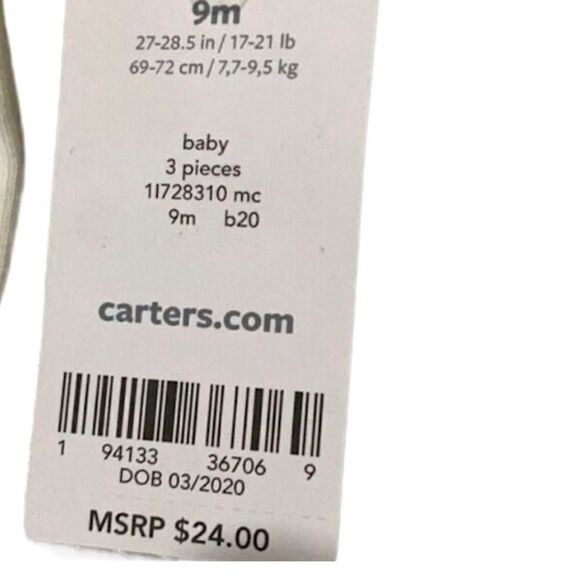 9m
27-28.5 in / 17-21 lb
69-72 cm / 7,7-9,5 kg
baby
3 pieces
1I728310 mc
9m b20
carters.com
1 94133 36706 9
DOB 03/2020
MSRP $24.00